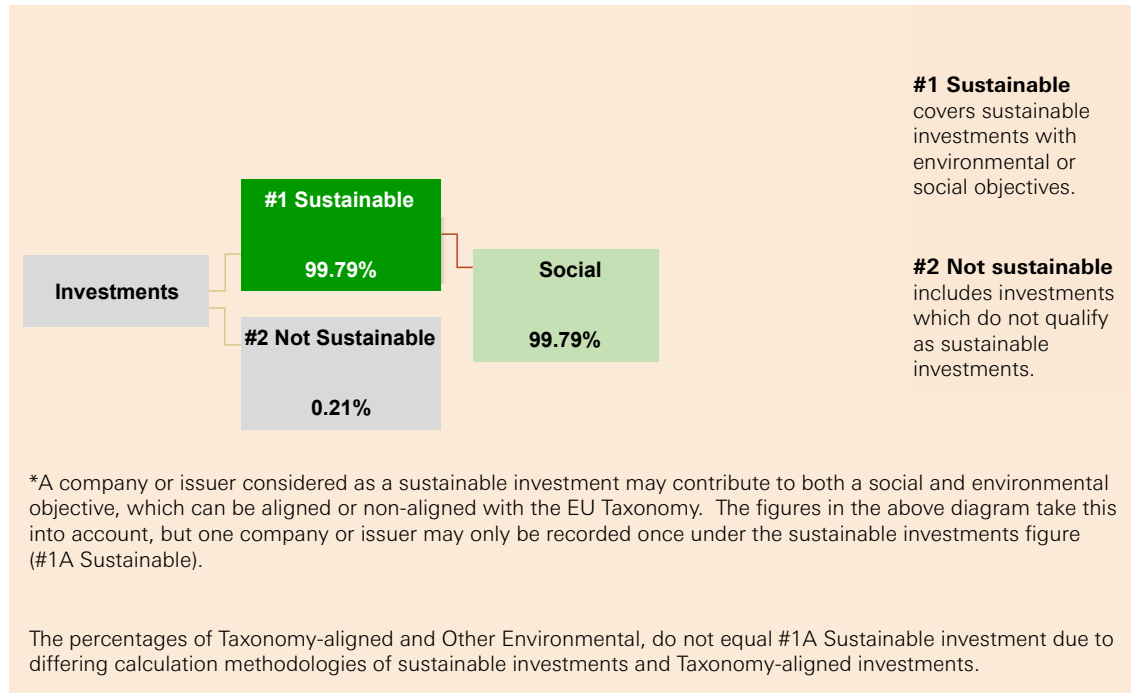 #1 Sustainable
covers sustainable
investments with
environmental or
social objectives.
#2 Not sustainable
includes investments
which do not qualify
as sustainable
investments.
Investments
#1 Sustainable
99.79%
#2 Not Sustainable
0.21%
Social
99.79%
*A company or issuer considered as a sustainable investment may contribute to both a social and environmental
objective, which can be aligned or non-aligned with the EU Taxonomy.  The figures in the above diagram take this
into account, but one company or issuer may only be recorded once under the sustainable investments figure
(#1A Sustainable).
The percentages of Taxonomy-aligned and Other Environmental, do not equal #1A Sustainable investment due to
differing calculation methodologies of sustainable investments and Taxonomy-aligned investments.